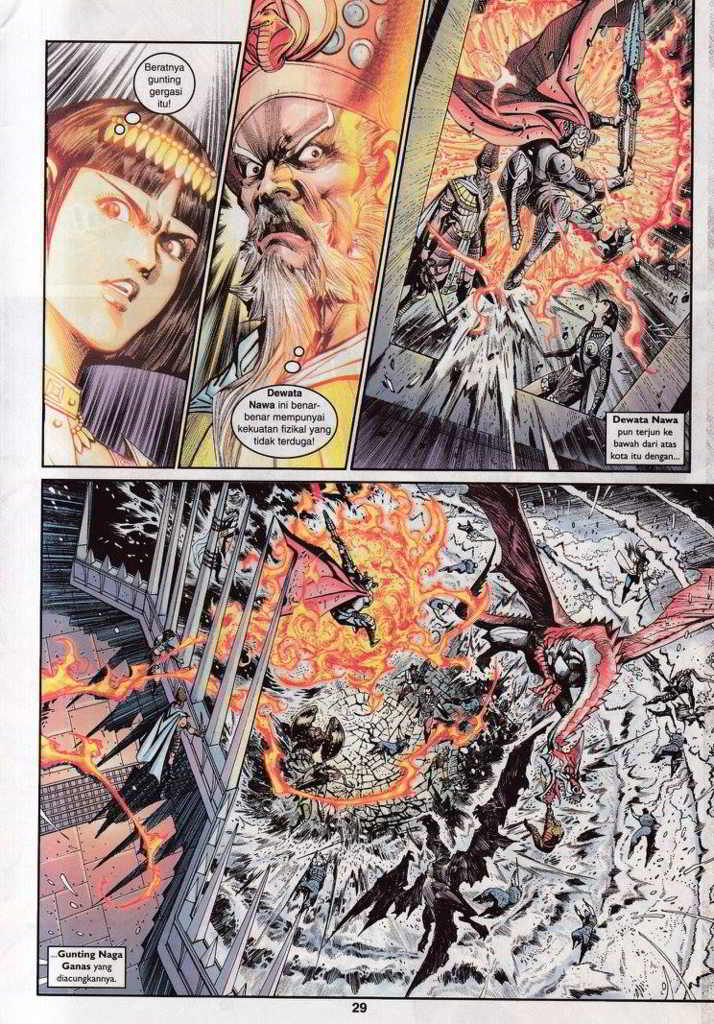 Beratnya
gunting
gergasi
itu!
Dewata
Nawa ini benar-
benar mempunyai
kekuatan fizikal yang
tidak terduga!
Dewata Nawa
pun terjun ke
bawah dari atas
kota itu dengan...
...Gunting Naga
Ganas yang
diacungkannya.
29